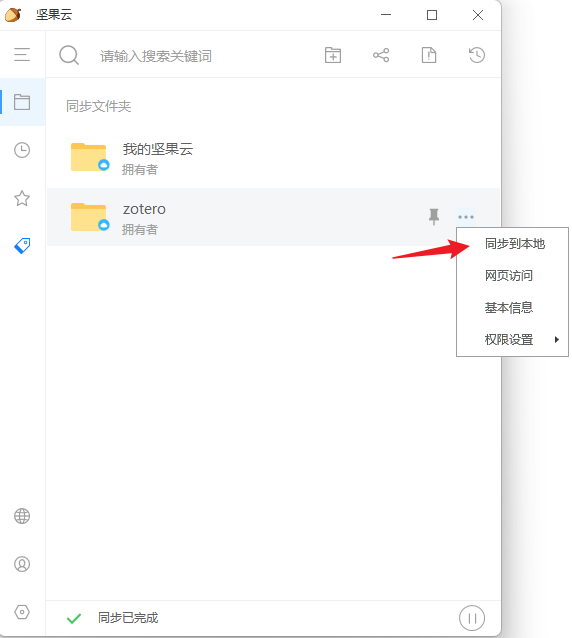 坚果云
请输入搜索关键词
同步文件夹
我的坚果云
拥有者
zotero
拥有者
同步到本地
网页访问
基本信息
权限设置
同步已完成